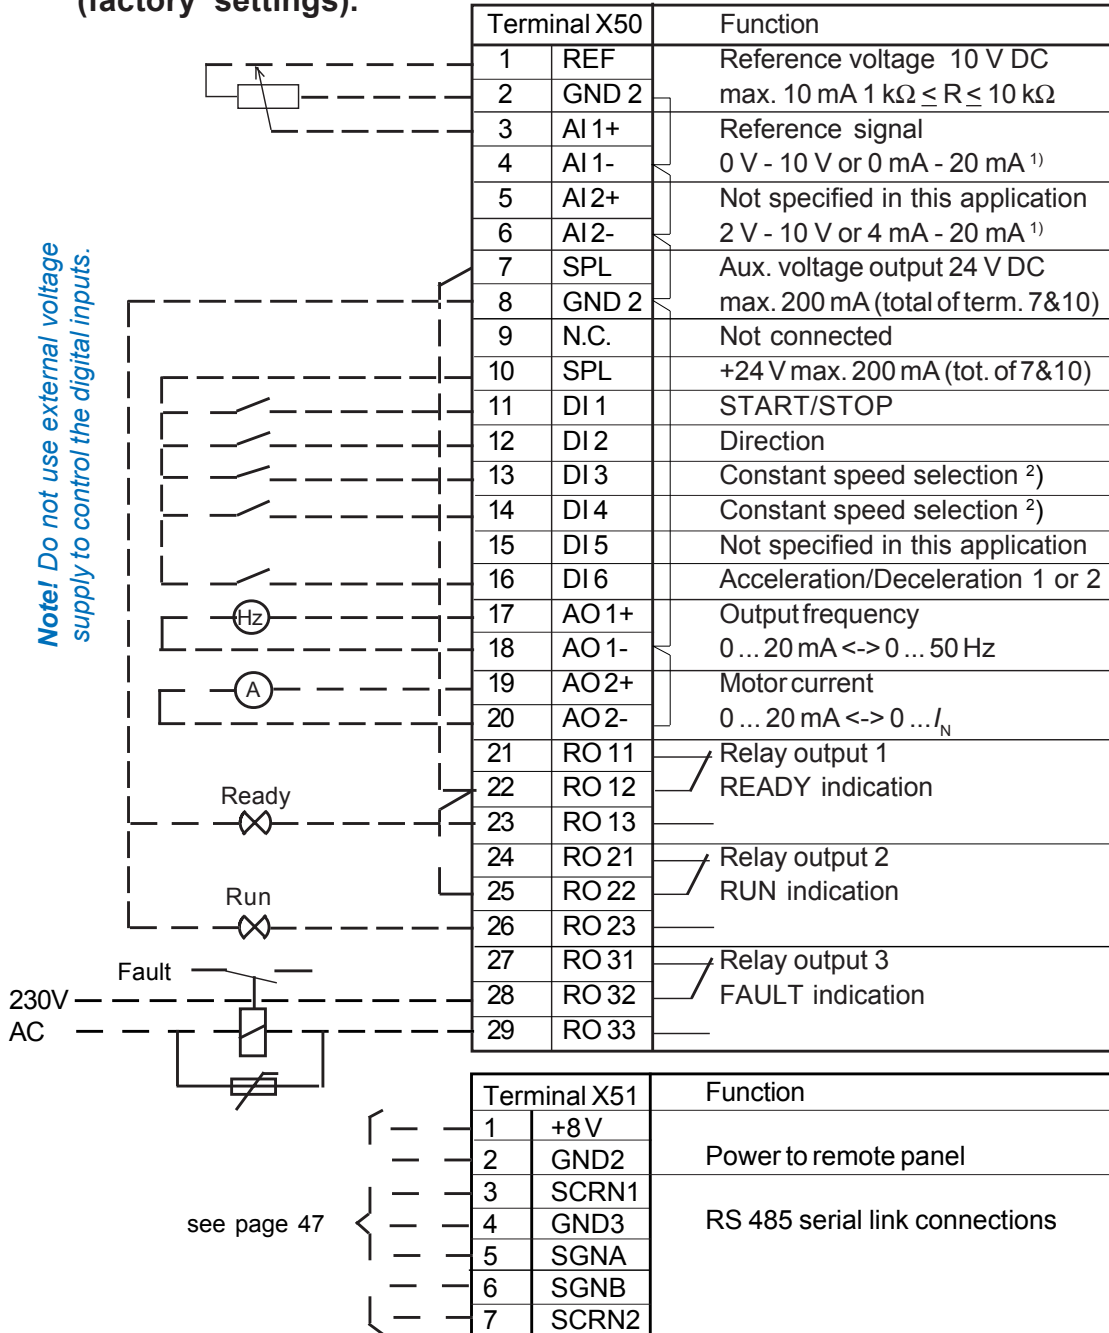 (factory settings).
Terminal X50 Function
1 REF Reference voltage 10 V DC
2 GND 2 max. 10 mA 1 kΩ ≤ R ≤ 10 kΩ
3 AI 1+ Reference signal
4 AI 1- 0 V - 10 V or 0 mA - 20 mA 1)
5 AI 2+ Not specified in this application
6 AI 2- 2 V - 10 V or 4 mA - 20 mA 1)
7 SPL Aux. voltage output 24 V DC
8 GND 2 max. 200 mA (total of term. 7&10)
9 N.C. Not connected
10 SPL +24 V max. 200 mA (tot. of 7&10)
11 DI 1 START/STOP
12 DI 2 Direction
13 DI 3 Constant speed selection 2)
14 DI 4 Constant speed selection 2)
15 DI 5 Not specified in this application
16 DI 6 Acceleration/Deceleration 1 or 2
Hz 17 AO 1+ Output frequency
18 AO 1- 0 ... 20 mA <-> 0 ... 50 Hz
A 19 AO 2+ Motor current
20 AO 2- 0 ... 20 mA <-> 0 ... IN
21 RO 11 Relay output 1
22 RO 12 READY indication
Ready
23 RO 13
24 RO 21 Relay output 2
25 RO 22 RUN indication
Run
26 RO 23
27 RO 31 Relay output 3
Fault
230V 28 RO 32 FAULT indication
AC 29 RO 33
Note! Do not use external voltage
supply to control the digital inputs.
Terminal X51 Function
1 +8 V
2 GND2 Power to remote panel
3 SCRN1
see page 47 4 GND3 RS 485 serial link connections
5 SGNA
6 SGNB
7 SCRN2